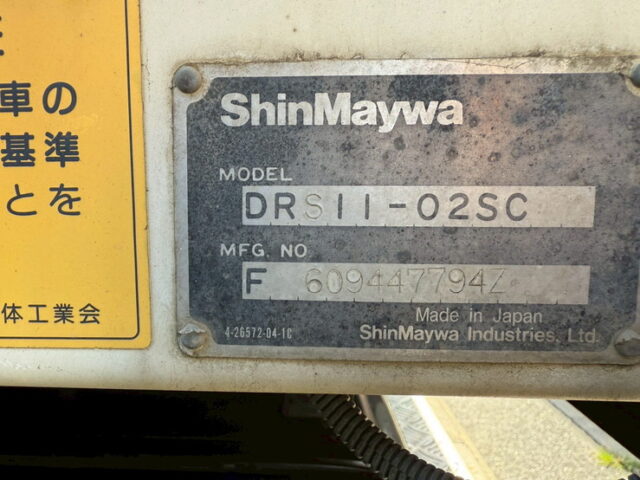 車の
基準
とを
体工業会
ShinMaywa
MODEL
DRS11-02SC
MFG. NO
F 609447794Z
Made in Japan
4-26572-04-1C
ShinMaywa Industries, Ltd.